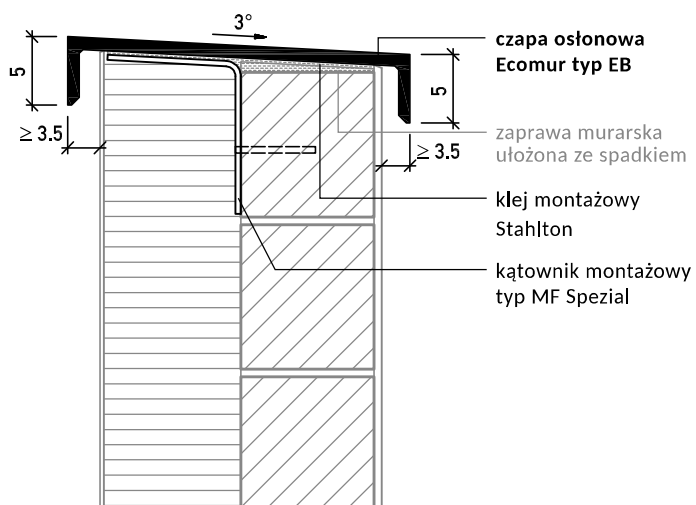 3°
czapa osłonowa
Ecomur typ EB
5
5
≥ 3.5
≥ 3.5
zaprawa murarska
ułożona ze spadkiem
klej montażowy
Stahlton
kątownik montażowy
typ MF Spezial